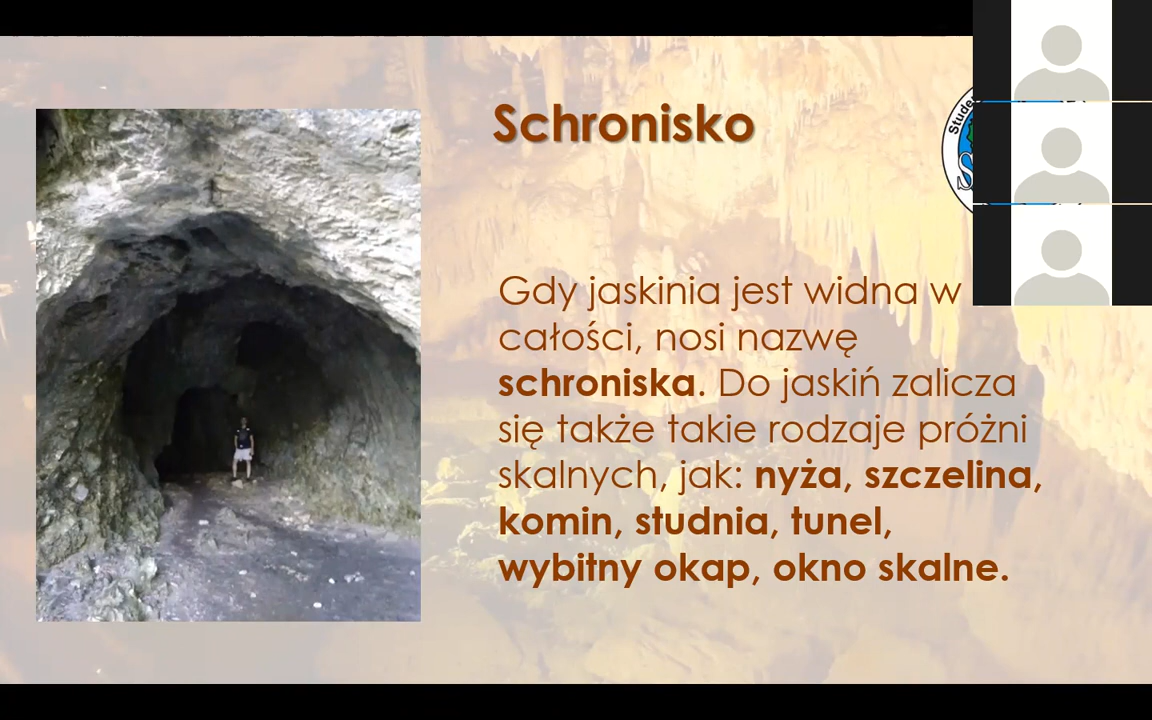 Schronisko
Stude
Gdy jaskinia jest widna w
całości, nosi nazwę
schroniska. Do jaskiń zalicza
się także takie rodzaje próżni
skalnych, jak: nyża, szczelina,
komin, studnia, tunel,
wybitny okap, okno skalne.